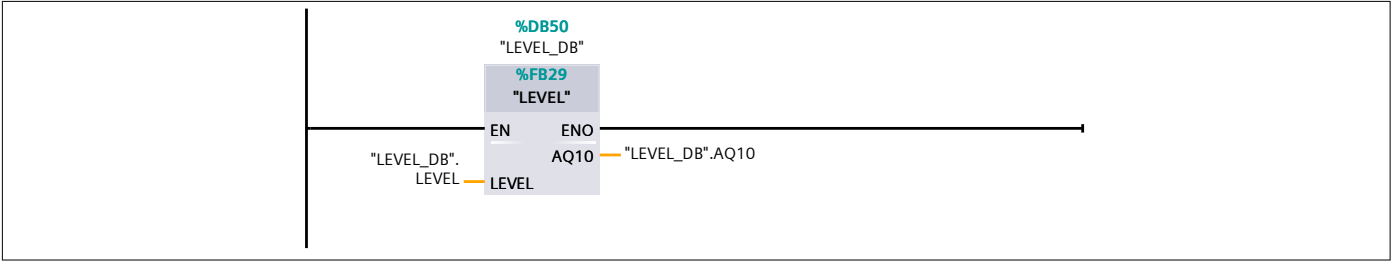 %DB50
"LEVEL_DB"
%FB29
"LEVEL"
EN ENO
"LEVEL_DB". AQ10 "LEVEL_DB".AQ10
LEVEL LEVEL